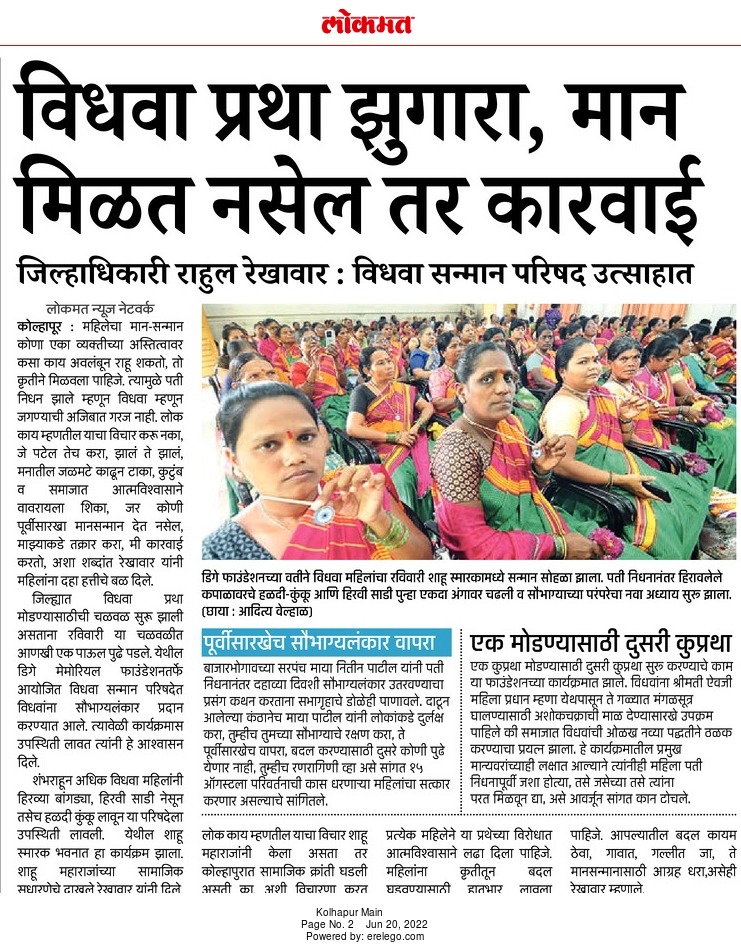 लोकमत
विधवा प्रथा झुगारा, मान
मिळत नसेल तर कारवाई
जिल्हाधिकारी राहुल रेखावार : विधवा सन्मान परिषद उत्साहात
लोकमत न्यूज नेटवर्क
कोल्हापूर : महिलेचा मान-सन्मान
कोणा एका व्यक्तीच्या अस्तित्वावर
कसा काय अवलंबून राहू शकतो, तो
कृतीने मिळवला पाहिजे. त्यामुळे पती
निधन झाले म्हणून विधवा म्हणून
जगण्याची अजिबात गरज नाही. लोक
काय म्हणतील याचा विचार करू नका,
जे पटेल तेच करा, झालं ते झालं,
मनातील जळमटे काढून टाका, कुटुंब
व समाजात आत्मविश्वासाने
वावरायला शिका, जर कोणी
पूर्वीसारखा मानसन्मान देत नसेल,
माझ्याकडे तक्रार करा, मी कारवाई
करतो, अशा शब्दांत रेखावार यांनी
महिलांना दहा हत्तीचे बळ दिले.
जिल्ह्यात विधवा प्रथा
मोडण्यासाठीची चळवळ सुरू झाली
असताना रविवारी या चळवळीत
आणखी एक पाऊल पुढे पडले. येथील
डिगे मेमोरियल फाउंडेशनतर्फे
आयोजित विधवा सन्मान परिषदेत
विधवांना सौभाग्यलंकार प्रदान
करण्यात आले. त्यावेळी कार्यक्रमास
उपस्थिती लावत त्यांनी हे आश्वासन
दिले.
शंभराहून अधिक विधवा महिलांनी
हिरव्या बांगड्या, हिरवी साडी नेसून
तसेच हळदी कुंकू लावून या परिषदेला
उपस्थिती लावली. येथील शाहू
स्मारक भवनात हा कार्यक्रम झाला.
शाहू महाराजांच्या सामाजिक
सुधारणेचे दाखले रेखावार यांनी दिले.
डिगे फाउंडेशनच्या वतीने विधवा महिलांचा रविवारी शाहू स्मारकामध्ये सन्मान सोहळा झाला. पती निधनानंतर हिरावलेले
कपाळावरचे हळदी-कुंकू आणि हिरवी साडी पुन्हा एकदा अंगावर चढली व सौभाग्याच्या परंपरेचा नवा अध्याय सुरू झाला.
(छाया : आदित्य वेल्हाळ)
पूर्वीसारखेच सौभाग्यलंकार वापरा
बाजारभोगावच्या सरपंच माया नितीन पाटील यांनी पती
निधनानंतर दहाव्या दिवशी सौभाग्यलंकार उतरवण्याचा
प्रसंग कथन करताना सभागृहाचे डोळेही पाणावले. दाटून
आलेल्या कंठानेच माया पाटील यांनी लोकांकडे दुर्लक्ष
करा, तुम्हीच तुमच्या सौभाग्याचे रक्षण करा, ते
पूर्वीसारखेच वापरा, बदल करण्यासाठी दुसरे कोणी पुढे
येणार नाही, तुम्हीच रणरागिणी व्हा असे सांगत १५
ऑगस्टला परिवर्तनाची कास धरणाऱ्या महिलांचा सत्कार
करणार असल्याचे सांगितले.
एक मोडण्यासाठी दुसरी कुप्रथा
एक कुप्रथा मोडण्यासाठी दुसरी कुप्रथा सुरू करण्याचे काम
या फाउंडेशनच्या कार्यक्रमात झाले. विधवांना श्रीमती ऐवजी
महिला प्रधान म्हणा येथपासून ते गळ्यात मंगळसूत्र
घालण्यासाठी अशोकचक्राची माळ देण्यासारखे उपक्रम
पाहिले की समाजात विधवांची ओळख नव्या पद्धतीने ठळक
करण्याचा प्रयत्न झाला. हे कार्यक्रमातील प्रमुख
मान्यवरांच्याही लक्षात आल्याने त्यांनीही महिला पती
निधनापूर्वी जशा होत्या, तसे जसेच्या तसे त्यांना
परत मिळवून द्या, असे आवर्जून सांगत कान टोचले.
लोक काय म्हणतील याचा विचार शाहू
महाराजांनी केला असता तर
कोल्हापुरात सामाजिक क्रांती घडली
असती का, अशी विचारणा करत
प्रत्येक महिलेने या प्रथेच्या विरोधात
आत्मविश्वासाने लढा दिला पाहिजे.
महिलांना कृतीतून बदल
घडवण्यासाठी हातभार लावला
पाहिजे. आपल्यातील बदल कायम
ठेवा, गावात, गल्लीत जा, ते
मानसन्मानासाठी आग्रह धरा,असेही
रेखावार म्हणाले.
Kolhapur Main
Page No. 2 Jun 20, 2022
Powered by: erelego.com